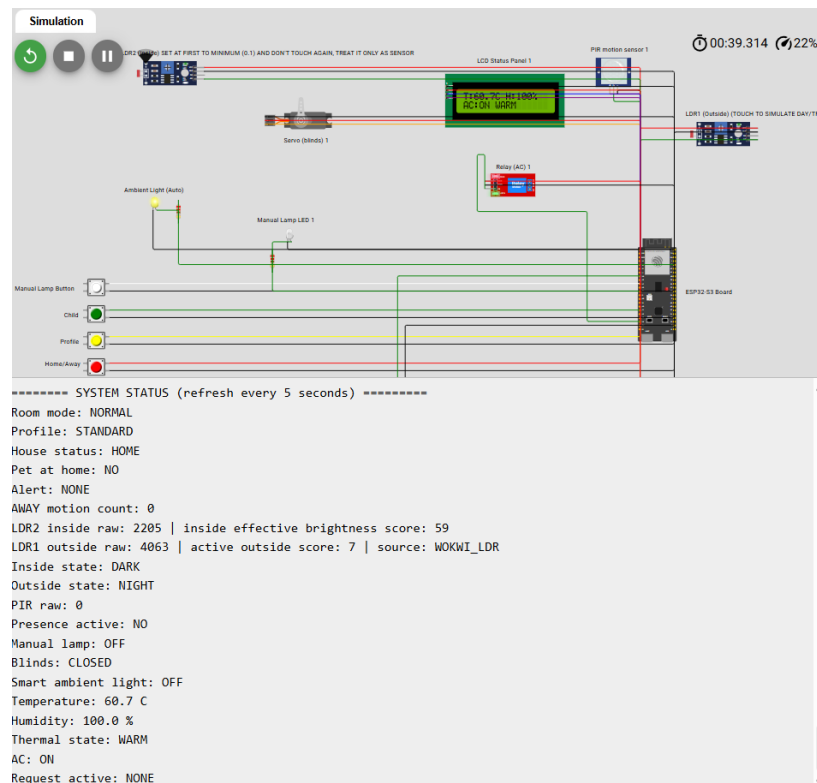 Simulation
LDR2 (Inside) SET AT FIRST TO MINIMUM (0.1) AND DON'T TOUCH AGAIN, TREAT IT ONLY AS SENSOR
PIR motion sensor 1
00:39.314 22%
LCD Status Panel 1
T:60.7C H:100%
AC:ON WARM
LDR1 (Outside) (TOUCH TO SIMULATE DAY/
Servo (blinds) 1
Relay (AC) 1
Ambient Light (Auto)
Manual Lamp LED 1
Manual Lamp Button
ESP32-S3 Board
Child
Profile
Home/Away
======== SYSTEM STATUS (refresh every 5 seconds) =========
Room mode: NORMAL
Profile: STANDARD
House status: HOME
Pet at home: NO
Alert: NONE
AWAY motion count: 0
LDR2 inside raw: 2205 | inside effective brightness score: 59
LDR1 outside raw: 4063 | active outside score: 7 | source: WOKWI_LDR
Inside state: DARK
Outside state: NIGHT
PIR raw: 0
Presence active: NO
Manual lamp: OFF
Blinds: CLOSED
Smart ambient light: OFF
Temperature: 60.7 C
Humidity: 100.0 %
Thermal state: WARM
AC: ON
Request active: NONE